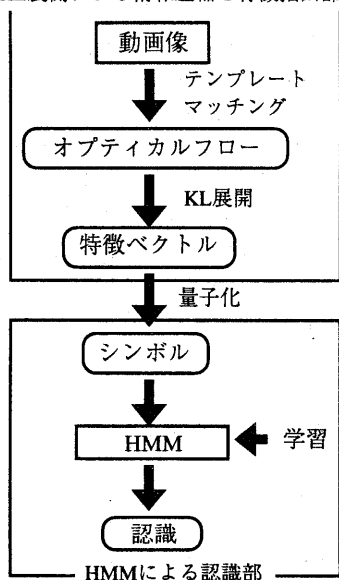 動画像
テンプレート
マッチング
オプティカルフロー
KL展開
特徴ベクトル
量子化
シンボル
HMM
学習
認識
HMMによる認識部